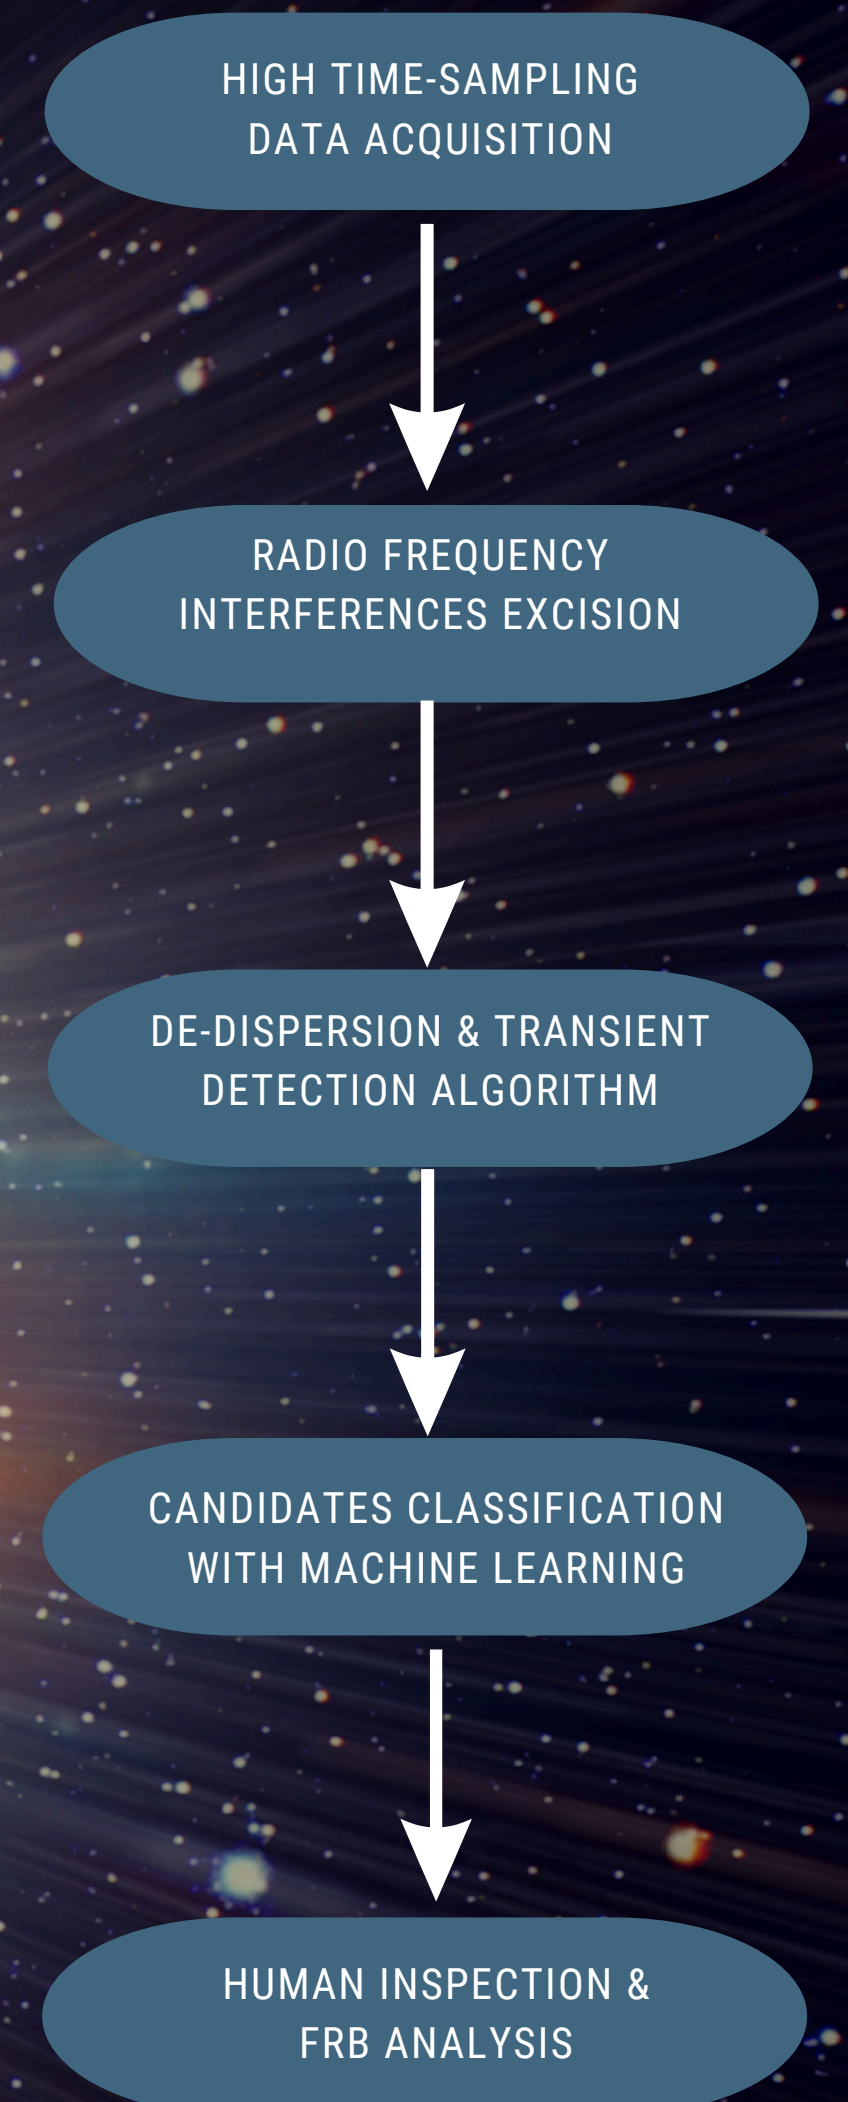 HIGH TIME-SAMPLING
DATA ACQUISITION
RADIO FREQUENCY
INTERFERENCES EXCISION
DE-DISPERSION & TRANSIENT
DETECTION ALGORITHM
CANDIDATES CLASSIFICATION
WITH MACHINE LEARNING
HUMAN INSPECTION &
FRB ANALYSIS